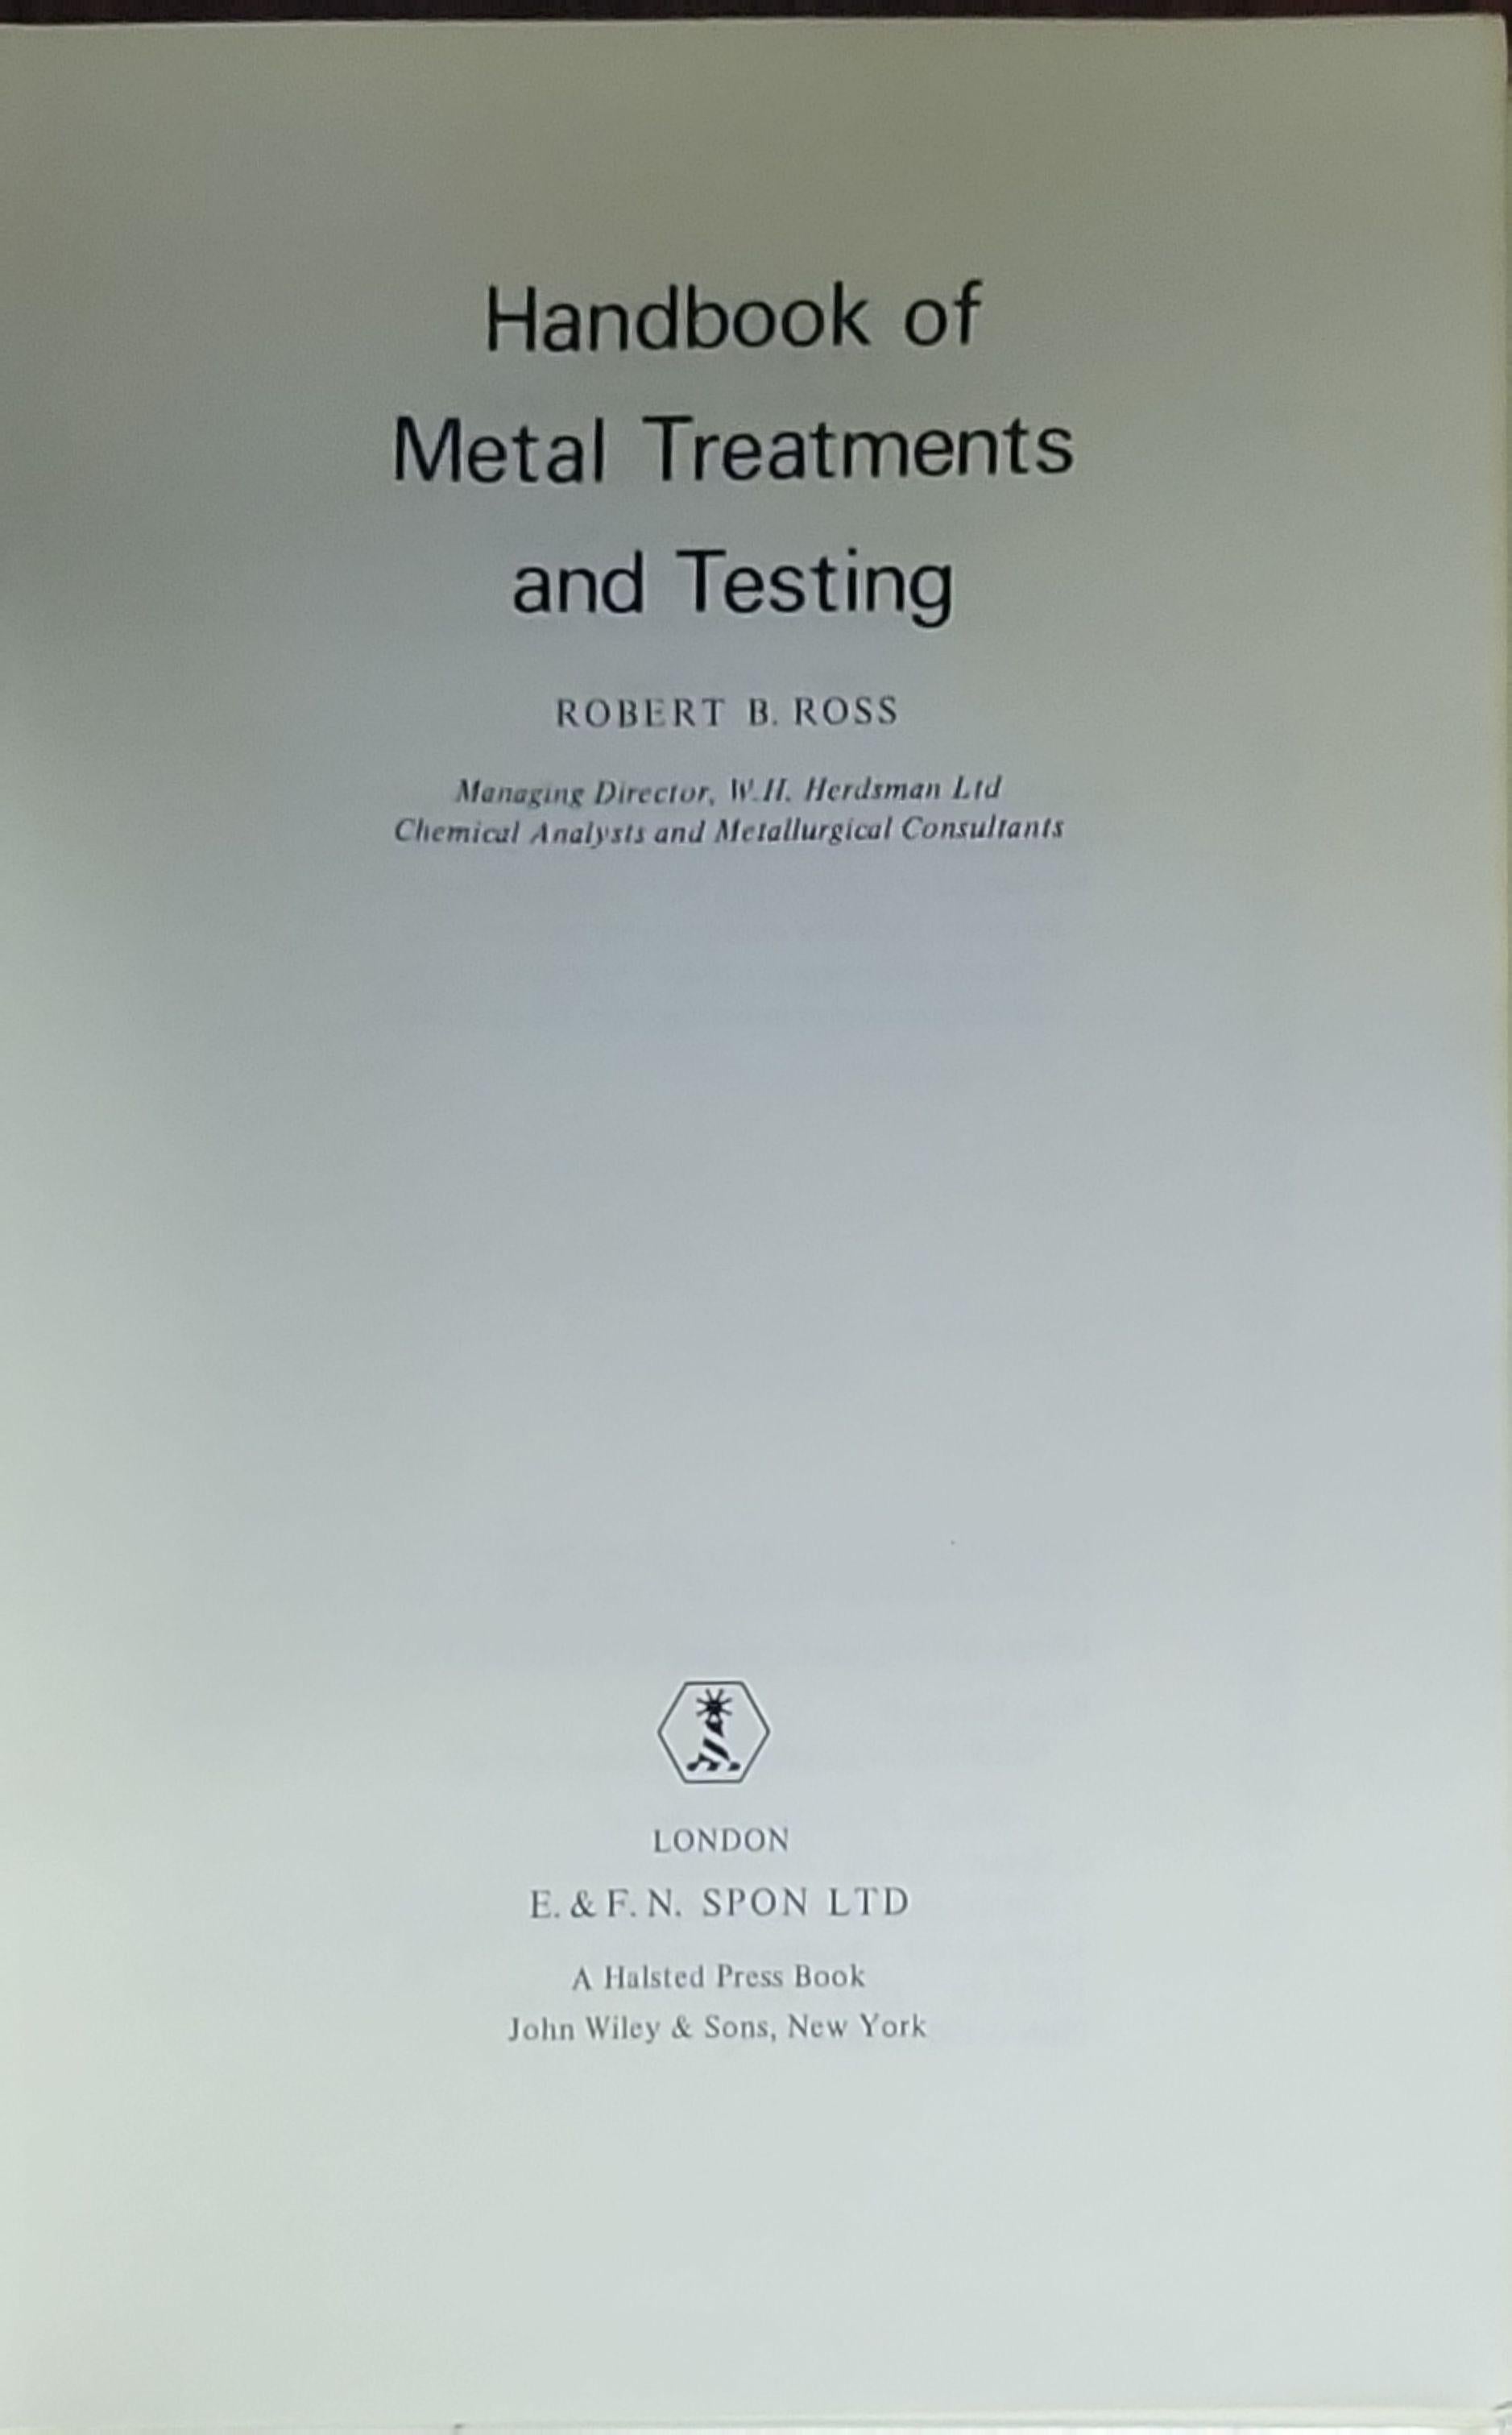 Handbook of
Metal Treatments
and Testing
ROBERT B. ROSS
Managing Director, W.H. Herdsman Ltd
Chemical Analysts and Metallurgical Consultants
LONDON
E. & F. N. SPON LTD
A Halsted Press Book
John Wiley & Sons, New York